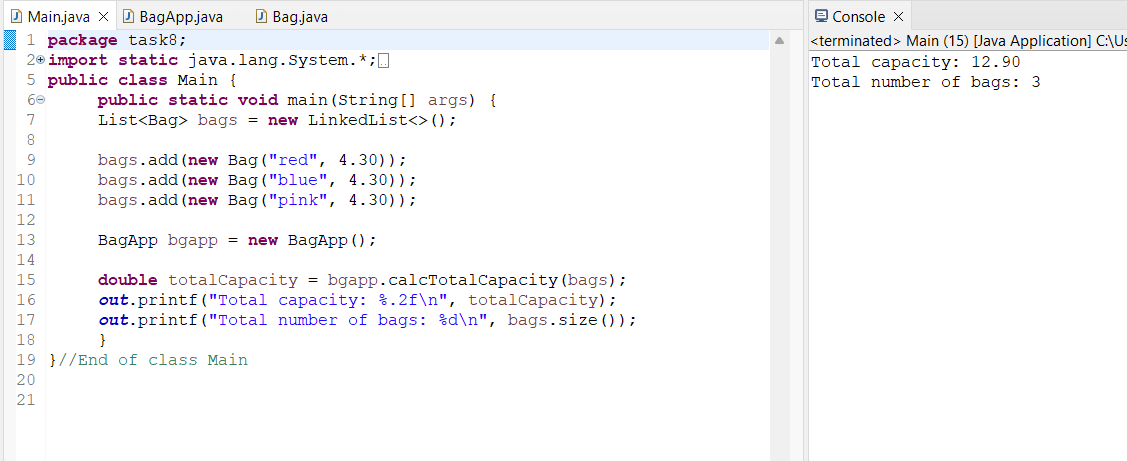 Main.java BagApp.java Bag.java
1 package task8;
2 import static java.lang.System.*;
5 public class Main {
6 public static void main(String[] args) {
7 List<Bag> bags = new LinkedList<>();
8
9 bags.add(new Bag("red", 4.30));
10 bags.add(new Bag("blue", 4.30));
11 bags.add(new Bag("pink", 4.30));
12
13 BagApp bgapp = new BagApp();
14
15 double totalCapacity = bgapp.calcTotalCapacity(bags);
16 out.printf("Total capacity: %.2f\n", totalCapacity);
17 out.printf("Total number of bags: %d\n", bags.size());
18 }
19 }//End of class Main
20
21
Console
<terminated> Main (15) [Java Application] C:\Us
Total capacity: 12.90
Total number of bags: 3